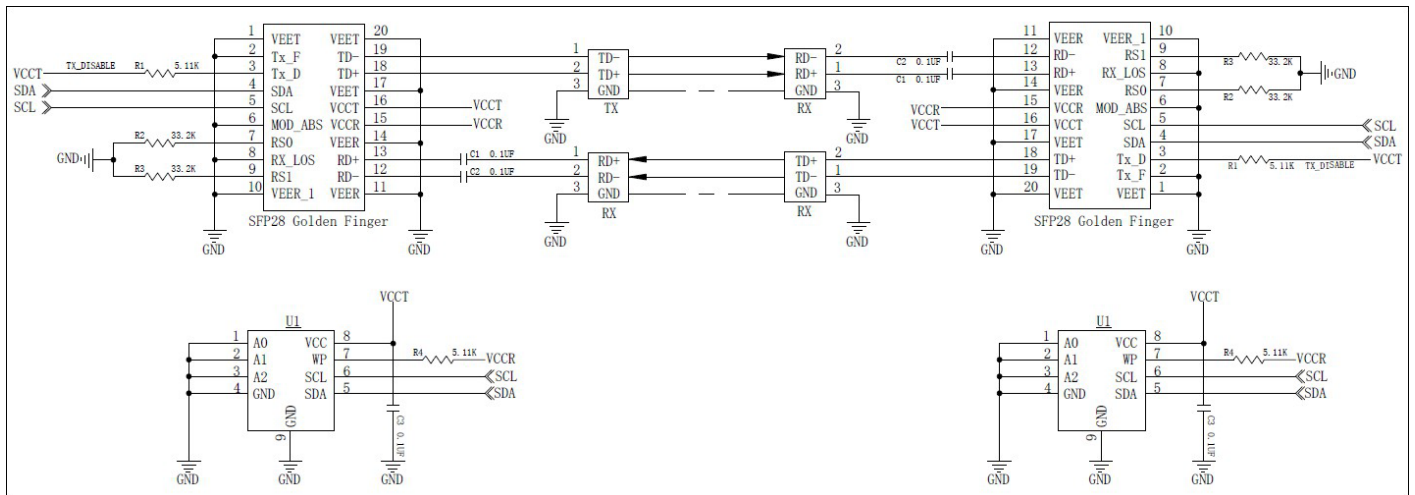 1 VEET VEET 20
2 Tx_F TD- 19
VCCT TX_DISABLE R1 5.11K 3 Tx_D TD+ 18
SDA 4 SDA VEET 17
SCL 5 SCL VCCT 16 VCCT
6 MOD_ABS VCCR 15 VCCR
R2 33.2K 7 RS0 VEER 14
GND 8 RX_LOS RD+ 13 C1 0.1UF
R3 33.2K 9 RS1 RD- 12 C2 0.1UF
10 VEER_1 VEER 11
SFP28 Golden Finger
GND GND
1 TD-
2 TD+
3 GND
TX
GND
RD- 2 C2 0.1UF
RD+ 1 C1 0.1UF
GND 3
RX
GND
1 RD+
2 RD-
3 GND
RX
GND
TD+ 2
TD- 1
GND 3
RX
GND
11 VEER VEER_1 10
12 RD- RS1 9 R3 33.2K
13 RD+ RX_LOS 8 GND
14 VEER RS0 7 R2 33.2K
VCCR 15 VCCR MOD_ABS 6
VCCT 16 VCCT SCL 5 SCL
17 VEET SDA 4 SDA
18 TD+ Tx_D 3 R1 5.11K TX_DISABLE VCCT
19 TD- Tx_F 2
20 VEET VEET 1
SFP28 Golden Finger
GND GND
VCCT
U1
1 A0 VCC 8
2 A1 WP 7 R4 5.11K VCCR
3 A2 SCL 6 SCL
4 GND SDA 5 SDA
GND
9
C3 0.1UF
GND GND GND
VCCT
U1
1 A0 VCC 8
2 A1 WP 7 R4 5.11K VCCR
3 A2 SCL 6 SCL
4 GND SDA 5 SDA
GND
9
C3 0.1UF
GND GND GND